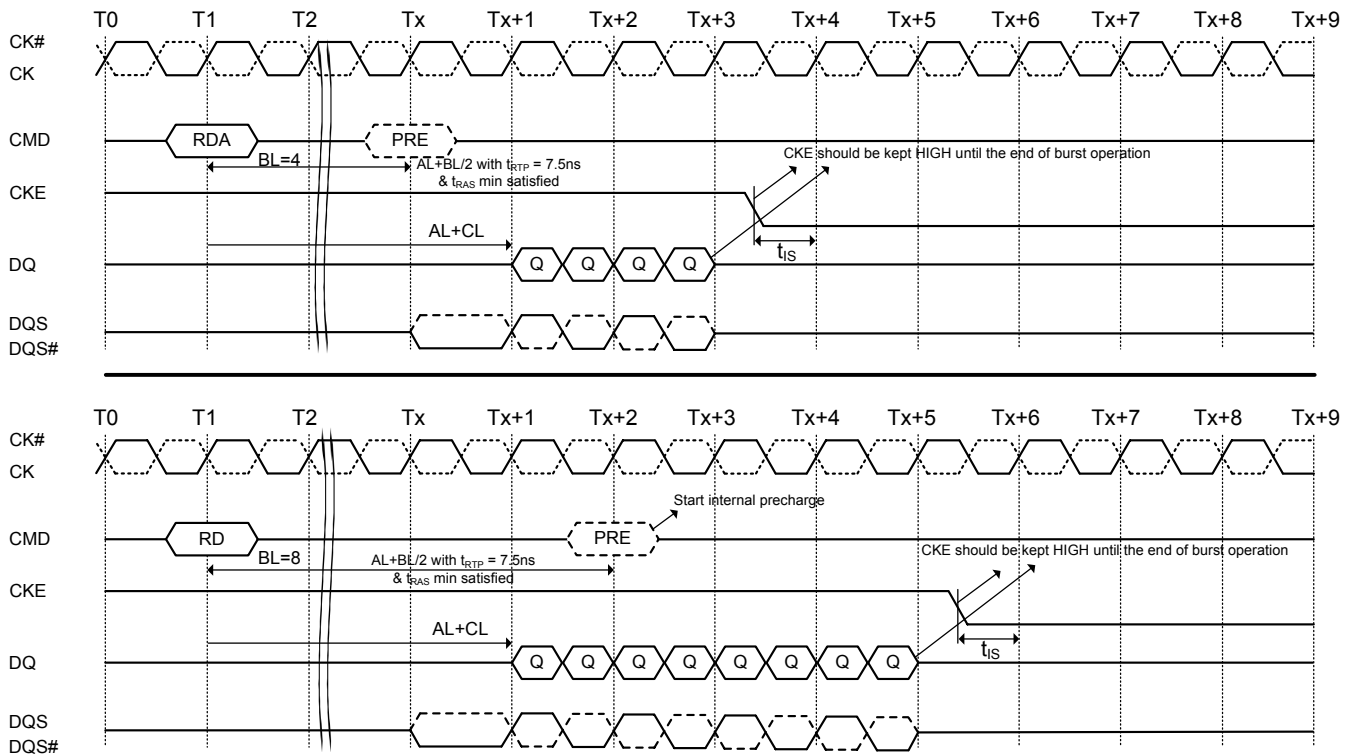 T0 T1 T2 Tx Tx+1 Tx+2 Tx+3 Tx+4 Tx+5 Tx+6 Tx+7 Tx+8 Tx+9
CK#
CK
CMD RDA PRE
BL=4 AL+BL/2 with tRTP = 7.5ns
& tRAS min satisfied
CKE should be kept HIGH until the end of burst operation
CKE
AL+CL
tIS
DQ Q Q Q Q
DQS
DQS#
T0 T1 T2 Tx Tx+1 Tx+2 Tx+3 Tx+4 Tx+5 Tx+6 Tx+7 Tx+8 Tx+9
CK#
CK
Start internal precharge
CMD RD PRE
BL=8 AL+BL/2 with tRTP = 7.5ns
& tRAS min satisfied
CKE should be kept HIGH until the end of burst operation
CKE
AL+CL
tIS
DQ Q Q Q Q Q Q Q Q
DQS
DQS#